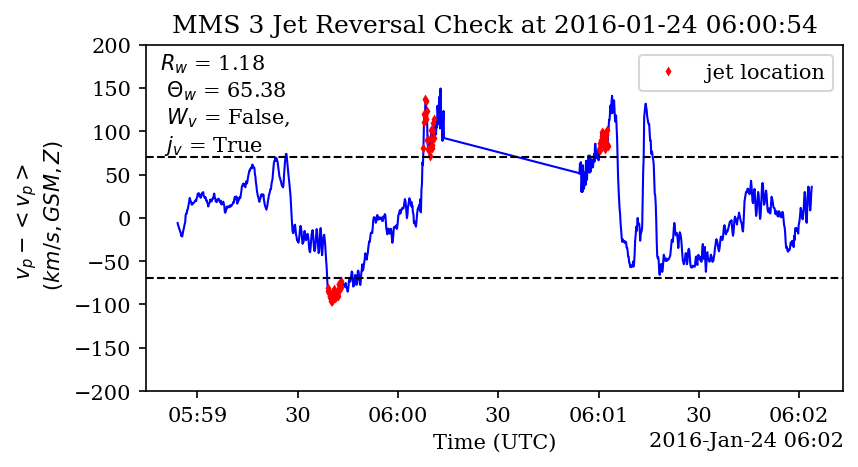 MMS 3 Jet Reversal Check at 2016-01-24 06:00:54
R_w = 1.18
Θ_w = 65.38
W_v = False,
j_v = True
jet location
v_p − <v_p>
(km/s, GSM, Z)
200
150
100
50
0
−50
−100
−150
−200
05:59 30 06:00 30 06:01 30 06:02
Time (UTC) 2016-Jan-24 06:02